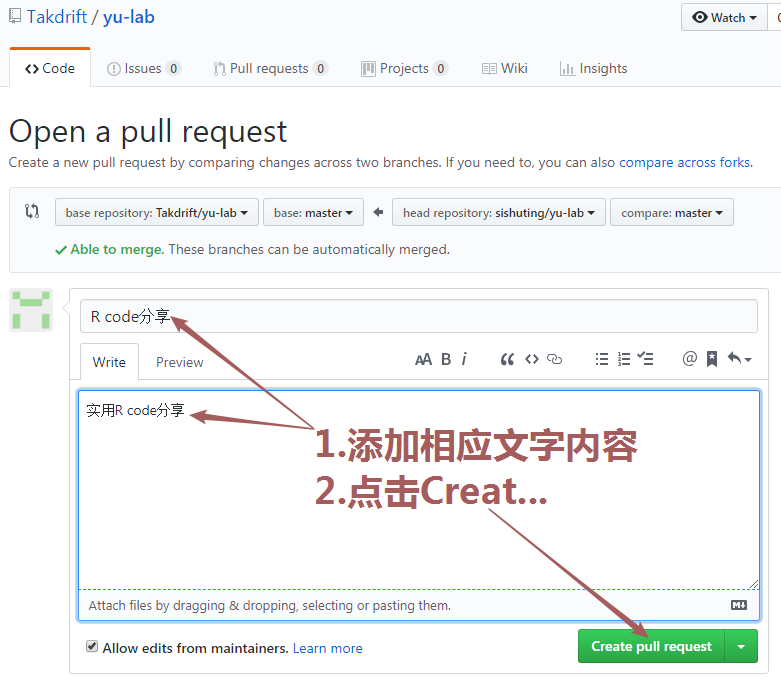 Takdrift / yu-lab
Watch
Code Issues 0 Pull requests 0 Projects 0 Wiki Insights
Open a pull request
Create a new pull request by comparing changes across two branches. If you need to, you can also compare across forks.
base repository: Takdrift/yu-lab base: master head repository: sishuting/yu-lab compare: master
Able to merge. These branches can be automatically merged.
R code分享
Write Preview AA B i @
实用R code分享
1.添加相应文字内容
2.点击Creat...
Attach files by dragging & dropping, selecting or pasting them.
Allow edits from maintainers. Learn more Create pull request